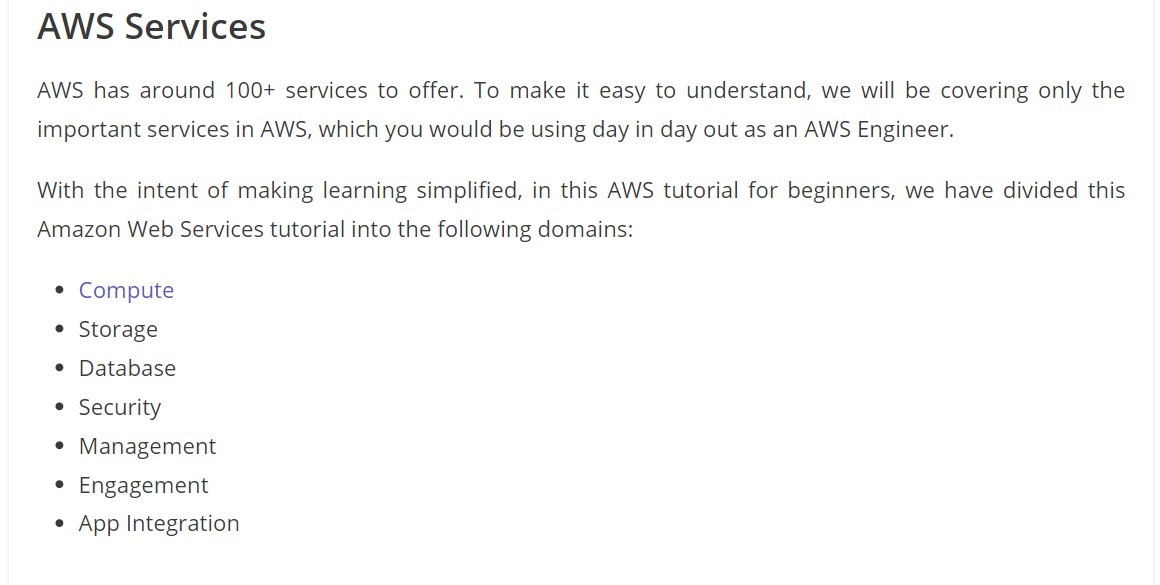 AWS Services
AWS has around 100+ services to offer. To make it easy to understand, we will be covering only the
important services in AWS, which you would be using day in day out as an AWS Engineer.
With the intent of making learning simplified, in this AWS tutorial for beginners, we have divided this
Amazon Web Services tutorial into the following domains:
• Compute
• Storage
• Database
• Security
• Management
• Engagement
• App Integration